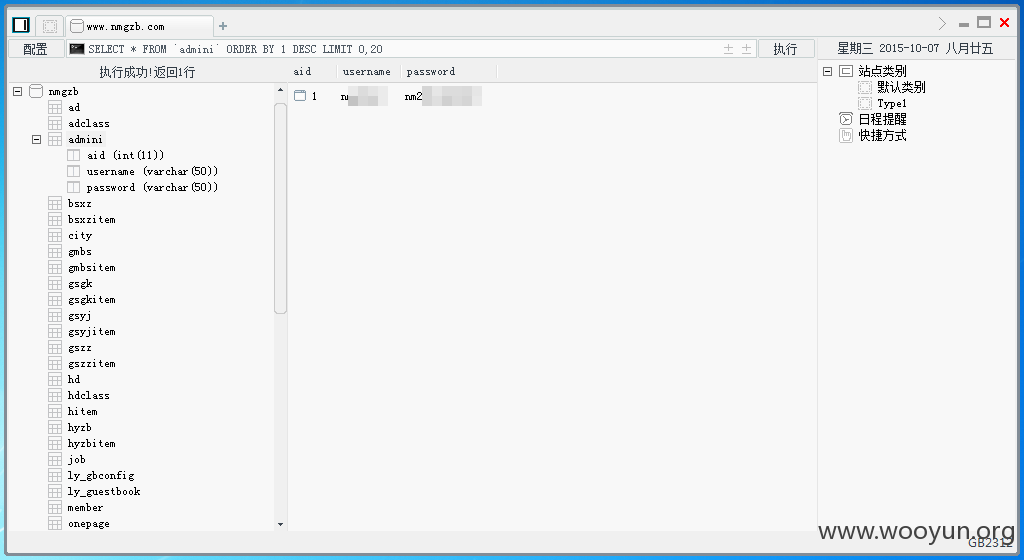 www.nmgzb.com
配置
SELECT * FROM `admini` ORDER BY 1 DESC LIMIT 0,20
执行
星期三 2015-10-07 八月廿五
执行成功!返回1行
nmgzb
ad
adclass
admini
aid (int(11))
username (varchar(50))
password (varchar(50))
bsxz
bsxzitem
city
gmbs
gmbsitem
gsgk
gsgkitem
gsyj
gsyjitem
gszz
gszzitem
hd
hdclass
hitem
hyzb
hyzbitem
job
ly_gbconfig
ly_guestbook
member
onepage
aid username password
1 nm2
站点类别
默认类别
Type1
日程提醒
快捷方式
www.wooyun.org
GB2312